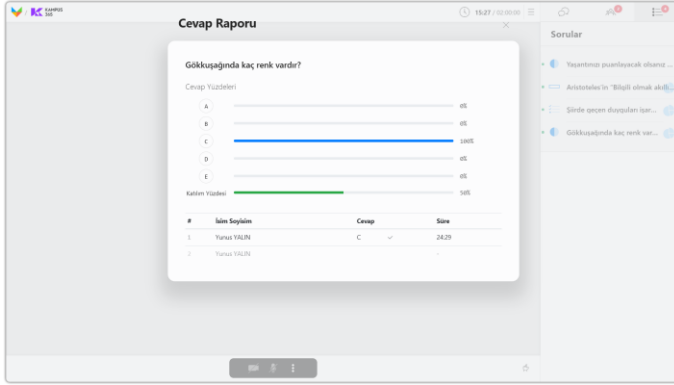 KAMPUS
365
15:27 / 02:00:00
Cevap Raporu
Sorular
Gökkuşağında kaç renk vardır?
Cevap Yüzdeleri
A 0%
B 0%
C 100%
D 0%
E 0%
Katılım Yüzdesi 50%
# İsim Soyisim Cevap Süre
1 Yunus YALIN C 24:29
2 Yunus YALIN -
Yaşantınızı puanlayacak olsanız ...
Aristoteles'in "Bilgili olmak
Şiirde geçen duyguları işar...
Gökkuşağında kaç renk var...